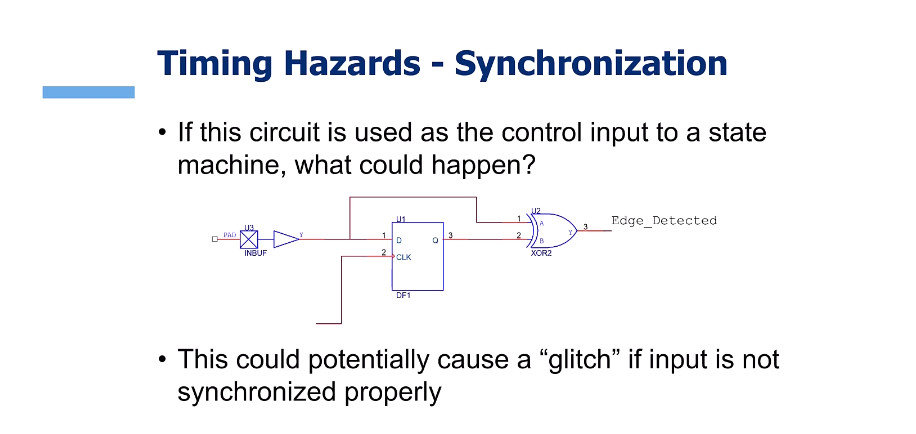 Timing Hazards - Synchronization
• If this circuit is used as the control input to a state
machine, what could happen?
U3
PAD
Y
INBUF
U1
1
D
Q
3
2
CLK
DF1
U2
1
A
2
B
Y
3
XOR2
Edge_Detected
• This could potentially cause a “glitch” if input is not
synchronized properly